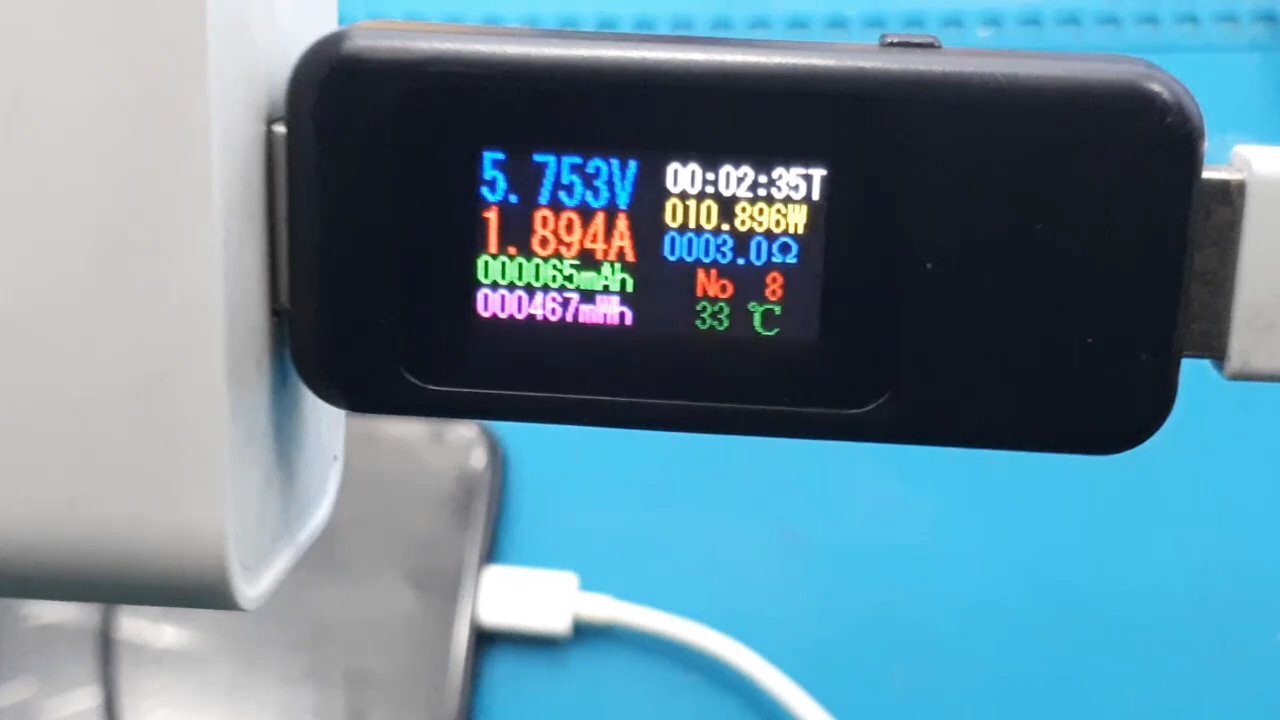 5.753V
1.894A
000065mAh
000467mWh
00:02:35T
010.896W
0003.0Ω
No 8
33 ℃